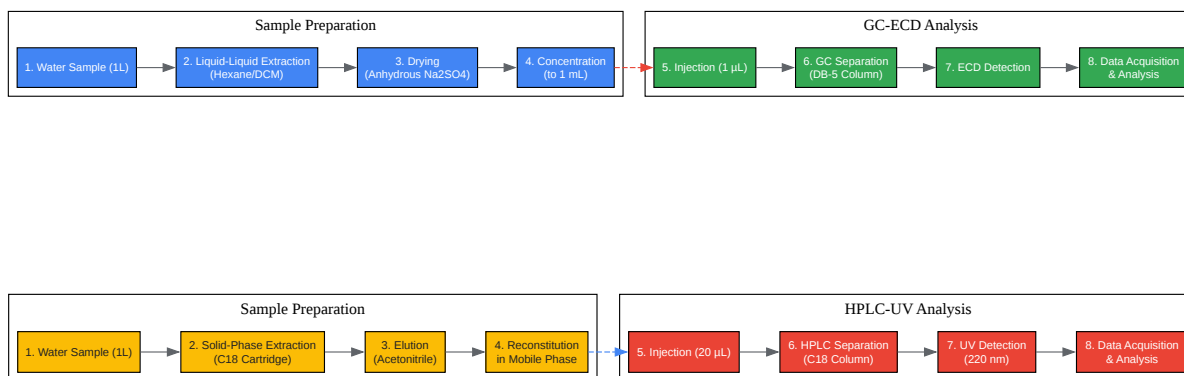 Sample Preparation
GC-ECD Analysis
1. Water Sample (1L)
2. Liquid-Liquid Extraction
(Hexane/DCM)
3. Drying
(Anhydrous Na2SO4)
4. Concentration
(to 1 mL)
5. Injection (1 µL)
6. GC Separation
(DB-5 Column)
7. ECD Detection
8. Data Acquisition
& Analysis
Sample Preparation
HPLC-UV Analysis
1. Water Sample (1L)
2. Solid-Phase Extraction
(C18 Cartridge)
3. Elution
(Acetonitrile)
4. Reconstitution
in Mobile Phase
5. Injection (20 µL)
6. HPLC Separation
(C18 Column)
7. UV Detection
(220 nm)
8. Data Acquisition
& Analysis